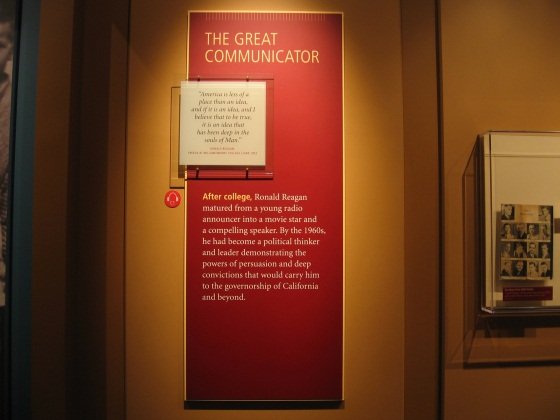 THE GREAT
COMMUNICATOR
"America is less of a
place than an idea,
and if it is an idea, and I
believe that to be true,
it is an idea that
has been deep in the
souls of Man."
After college, Ronald Reagan
matured from a young radio
announcer into a movie star and
a compelling speaker. By the 1960s,
he had become a political thinker
and leader demonstrating the
powers of persuasion and deep
convictions that would carry him
to the governorship of California
and beyond.